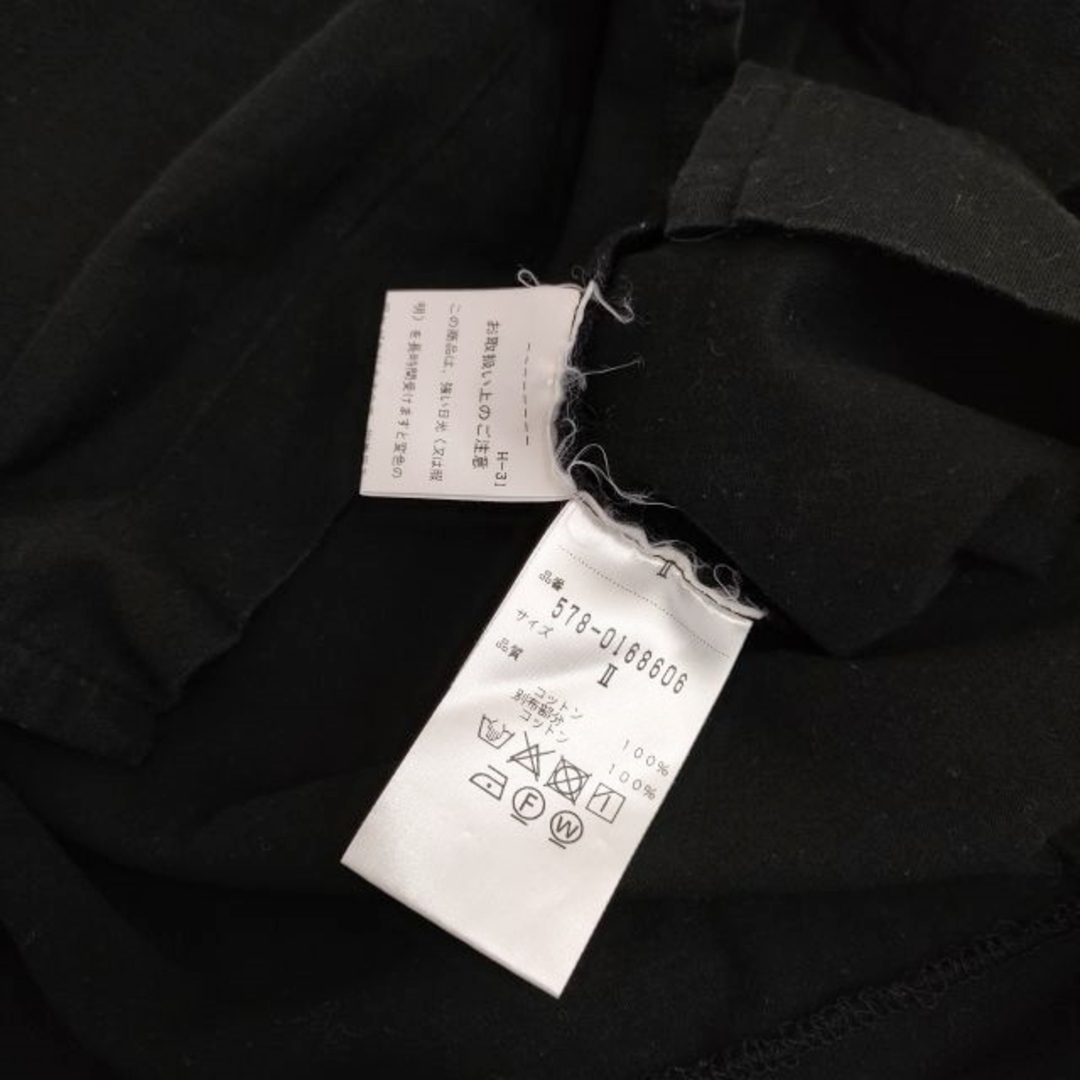 H-31
お取扱い上のご注意
この商品は、強い日光(又は照
明)を長時間受けますと変色の
II
品番
578-0168606
サイズ
II
品質
コットン 100%
別布部分
コットン 100%
F
W